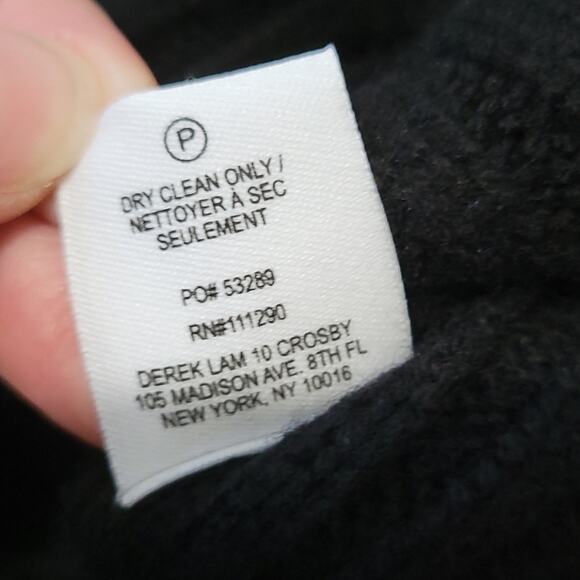 P
DRY CLEAN ONLY /
NETTOYER À SEC
SEULEMENT
PO# 53289
RN#111290
DEREK LAM 10 CROSBY
105 MADISON AVE. 8TH FL
NEW YORK, NY 10016